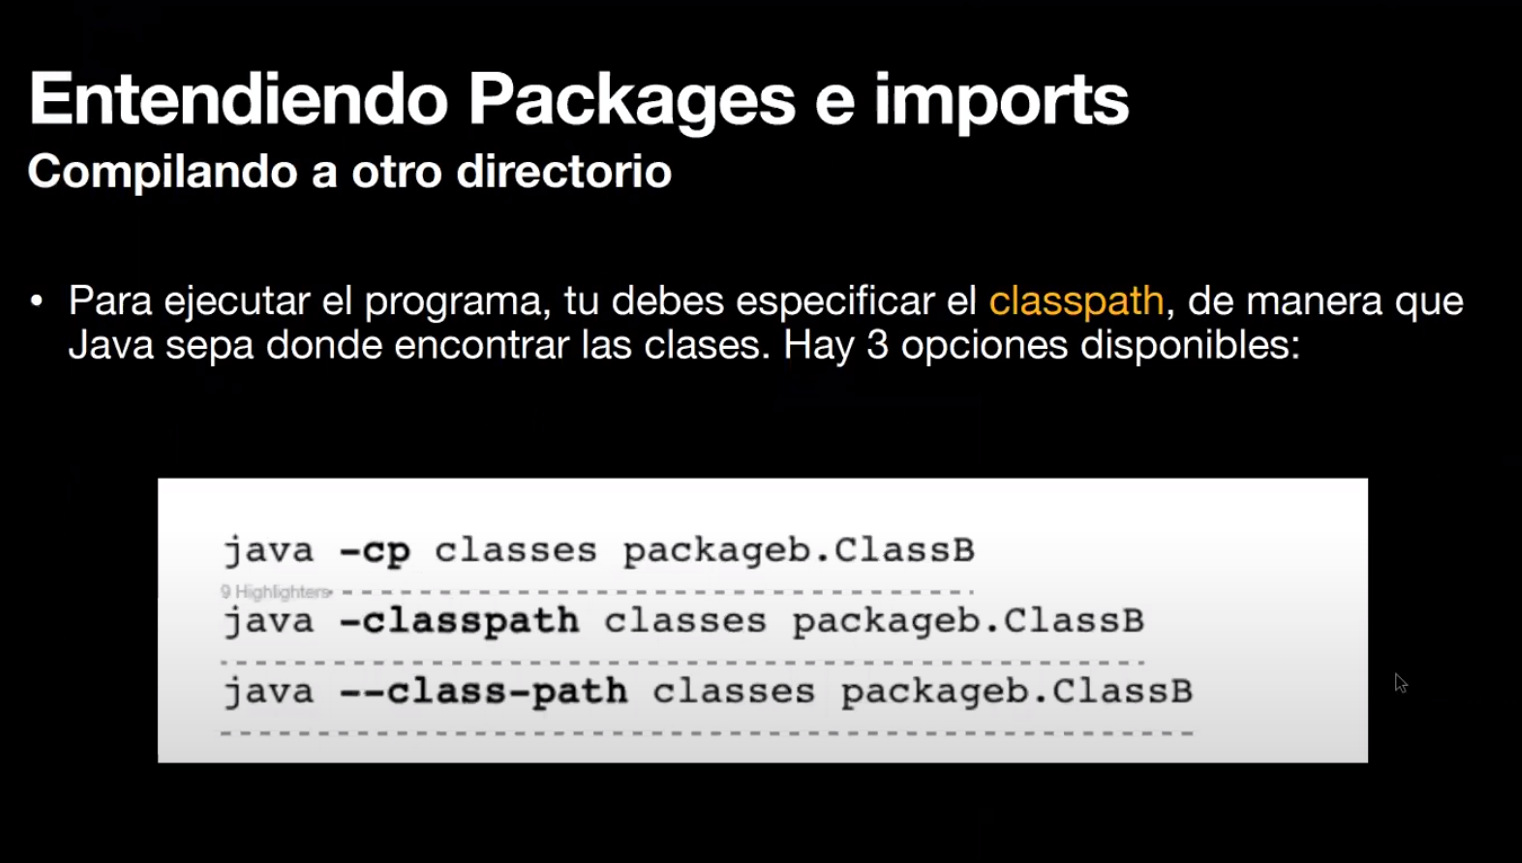 Entendiendo Packages e imports
Compilando a otro directorio
• Para ejecutar el programa, tu debes especificar el classpath, de manera que
Java sepa donde encontrar las clases. Hay 3 opciones disponibles:
java -cp classes packageb.ClassB
9 Highlighters
java -classpath classes packageb.ClassB
java --class-path classes packageb.ClassB